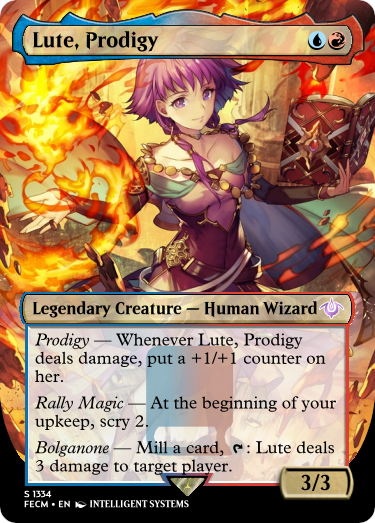 Lute, Prodigy
Legendary Creature — Human Wizard
Prodigy — Whenever Lute, Prodigy
deals damage, put a +1/+1 counter on
her.
Rally Magic — At the beginning of your
upkeep, scry 2.
Bolganone — Mill a card, : Lute deals
3 damage to target player.
3/3
S 1334
FECM • EN INTELLIGENT SYSTEMS